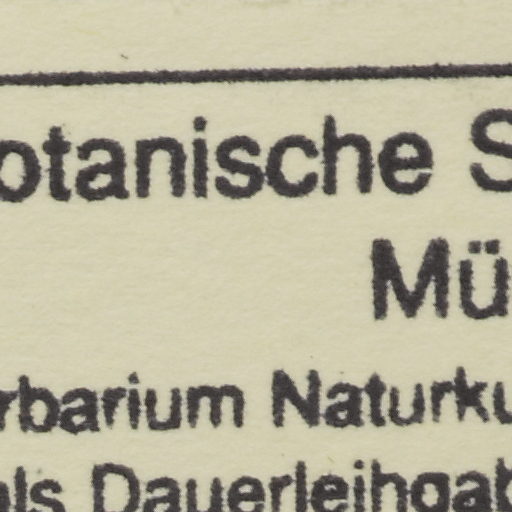 otanische S
Mü
rbarium Naturku
als Dauerleihgab